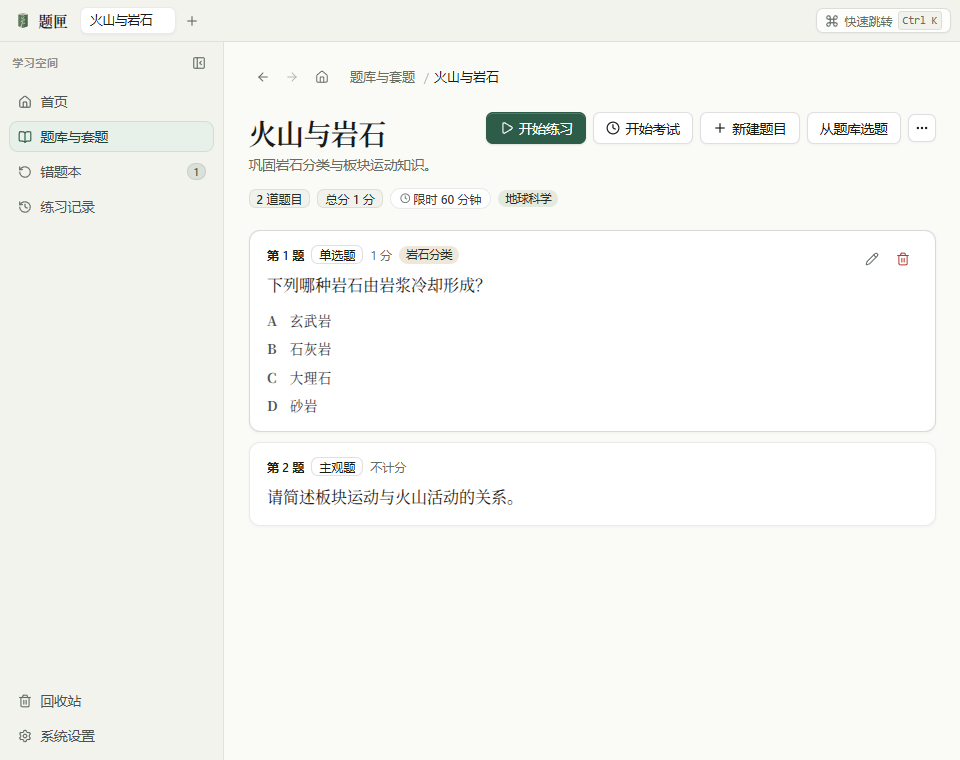 题匣
火山与岩石
快速跳转 Ctrl K
学习空间
首页
题库与套题
错题本 1
练习记录
回收站
系统设置
题库与套题 / 火山与岩石
火山与岩石
开始练习 开始考试 新建题目 从题库选题 ...
巩固岩石分类与板块运动知识。
2 道题目 总分 1 分 限时 60 分钟 地球科学
第 1 题 单选题 1 分 岩石分类
下列哪种岩石由岩浆冷却形成？
A 玄武岩
B 石灰岩
C 大理石
D 砂岩
第 2 题 主观题 不计分
请简述板块运动与火山活动的关系。